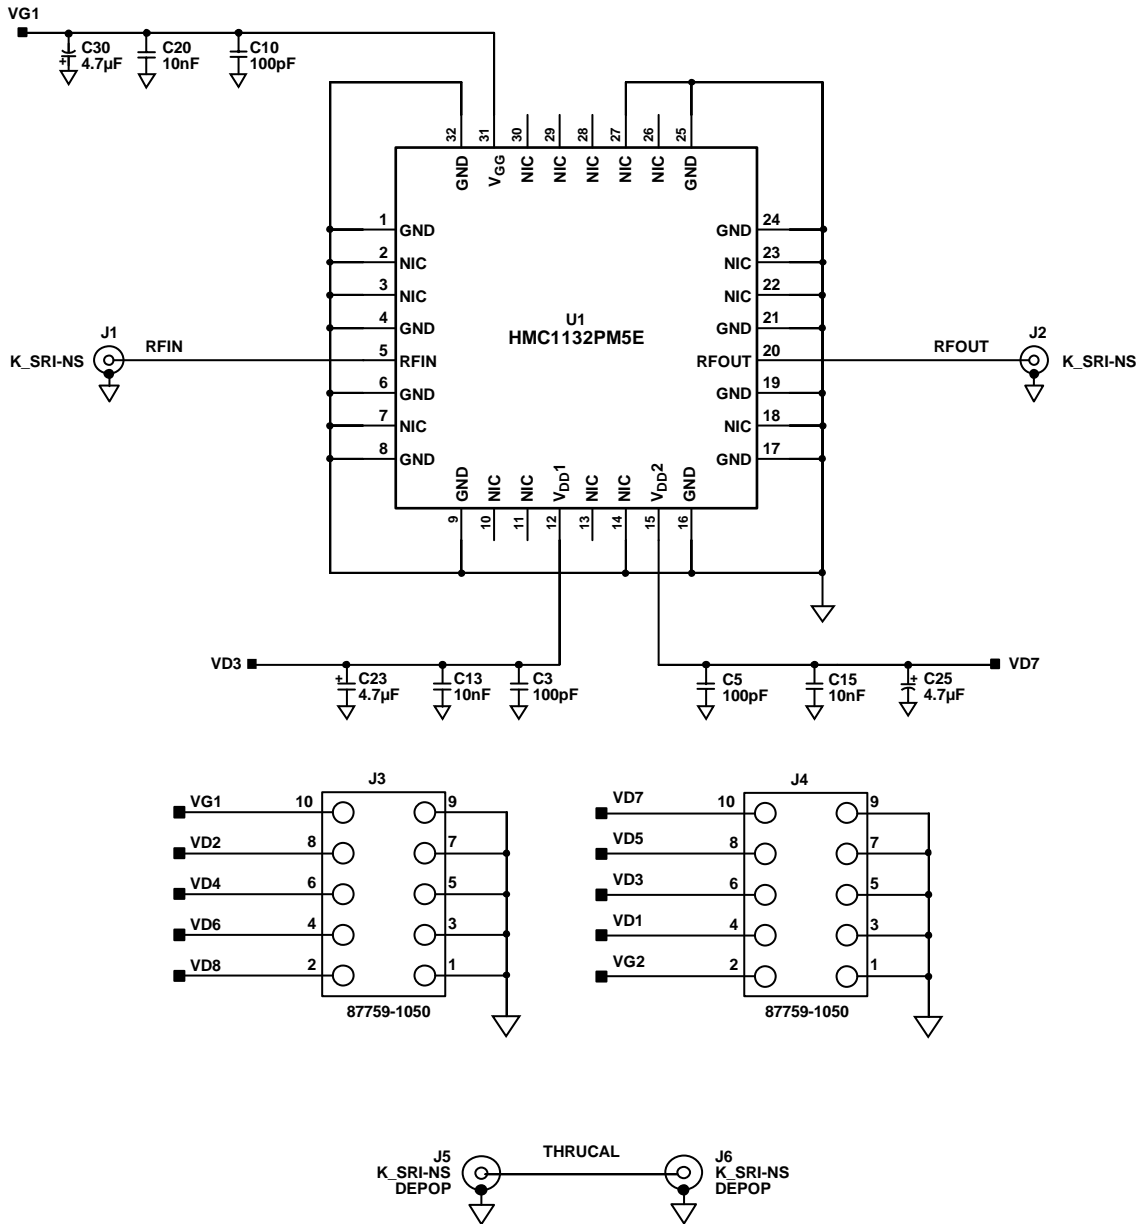 VG1
C30
4.7µF
C20
10nF
C10
100pF
32
31
30
29
28
27
26
25
GND
VGG
NIC
NIC
NIC
NIC
NIC
GND
1 GND
2 NIC
3 NIC
4 GND
5 RFIN
6 GND
7 NIC
8 GND
GND 24
NIC 23
NIC 22
GND 21
RFOUT 20
GND 19
NIC 18
GND 17
U1
HMC1132PM5E
J1
K_SRI-NS
RFIN
RFOUT
J2
K_SRI-NS
GND
NIC
NIC
VDD1
NIC
NIC
VDD2
GND
9
10
11
12
13
14
15
16
VD3
C23
4.7µF
C13
10nF
C3
100pF
C5
100pF
C15
10nF
C25
4.7µF
VD7
J3
VG1 10 9
VD2 8 7
VD4 6 5
VD6 4 3
VD8 2 1
87759-1050
J4
VD7 10 9
VD5 8 7
VD3 6 5
VD1 4 3
VG2 2 1
87759-1050
J5
K_SRI-NS
DEPOP
THRUCAL
J6
K_SRI-NS
DEPOP